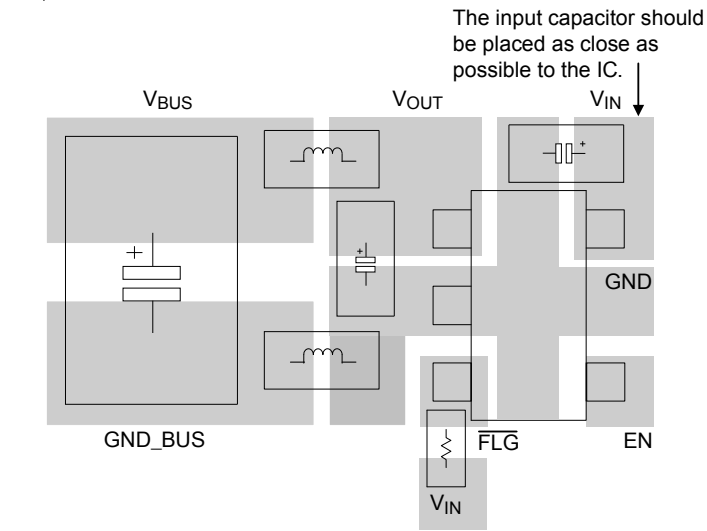 The input capacitor should
be placed as close as
possible to the IC.
VBUS
VOUT
VIN
+
+
+
GND
GND_BUS
FLG
EN
VIN